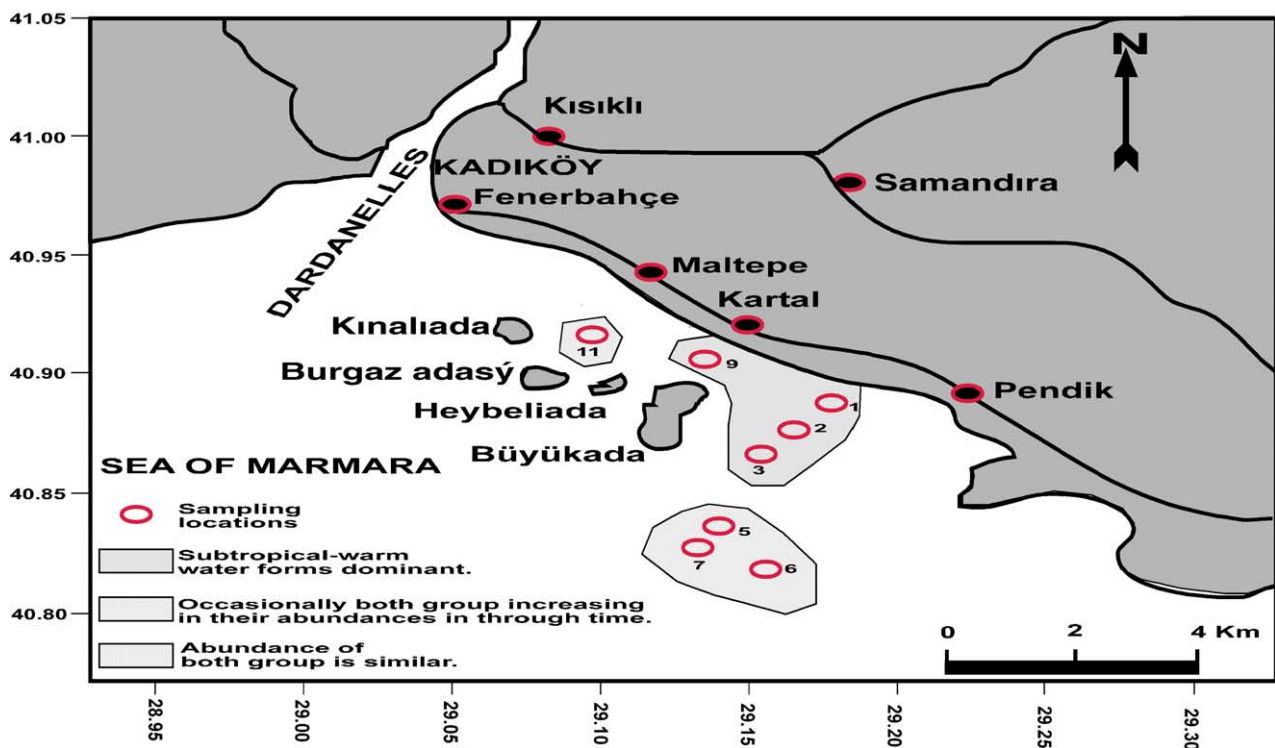 41.05
N
Kısıklı
41.00
KADIKÖY
Samandıra
Fenerbahçe
DARDANELLES
40.95
Maltepe
Kartal
Kınalıada
11
9
40.90
Burgaz adasý
Pendik
Heybeliada
1
2
Büyükada
3
SEA OF MARMARA
40.85
Sampling
locations
5
7
6
Subtropical-warm
water forms dominant.
Occasionally both group increasing
in their abundances in through time.
40.80
0 2 4 Km
Abundance of
both group is similar.
28.95 29.00 29.05 29.10 29.15 29.20 29.25 29.30